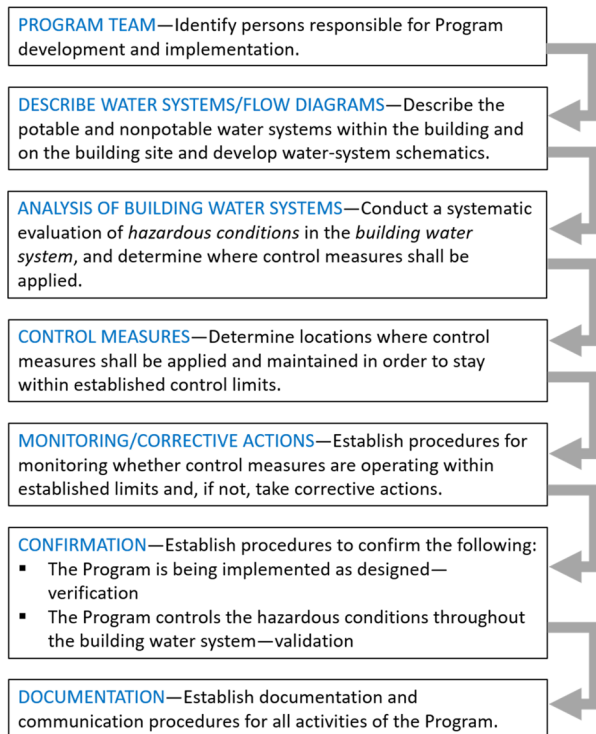 PROGRAM TEAM—Identify persons responsible for Program
development and implementation.
DESCRIBE WATER SYSTEMS/FLOW DIAGRAMS—Describe the
potable and nonpotable water systems within the building and
on the building site and develop water-system schematics.
ANALYSIS OF BUILDING WATER SYSTEMS—Conduct a systematic
evaluation of hazardous conditions in the building water
system, and determine where control measures shall be
applied.
CONTROL MEASURES—Determine locations where control
measures shall be applied and maintained in order to stay
within established control limits.
MONITORING/CORRECTIVE ACTIONS—Establish procedures for
monitoring whether control measures are operating within
established limits and, if not, take corrective actions.
CONFIRMATION—Establish procedures to confirm the following:
▪ The Program is being implemented as designed—
verification
▪ The Program controls the hazardous conditions throughout
the building water system—validation
DOCUMENTATION—Establish documentation and
communication procedures for all activities of the Program.